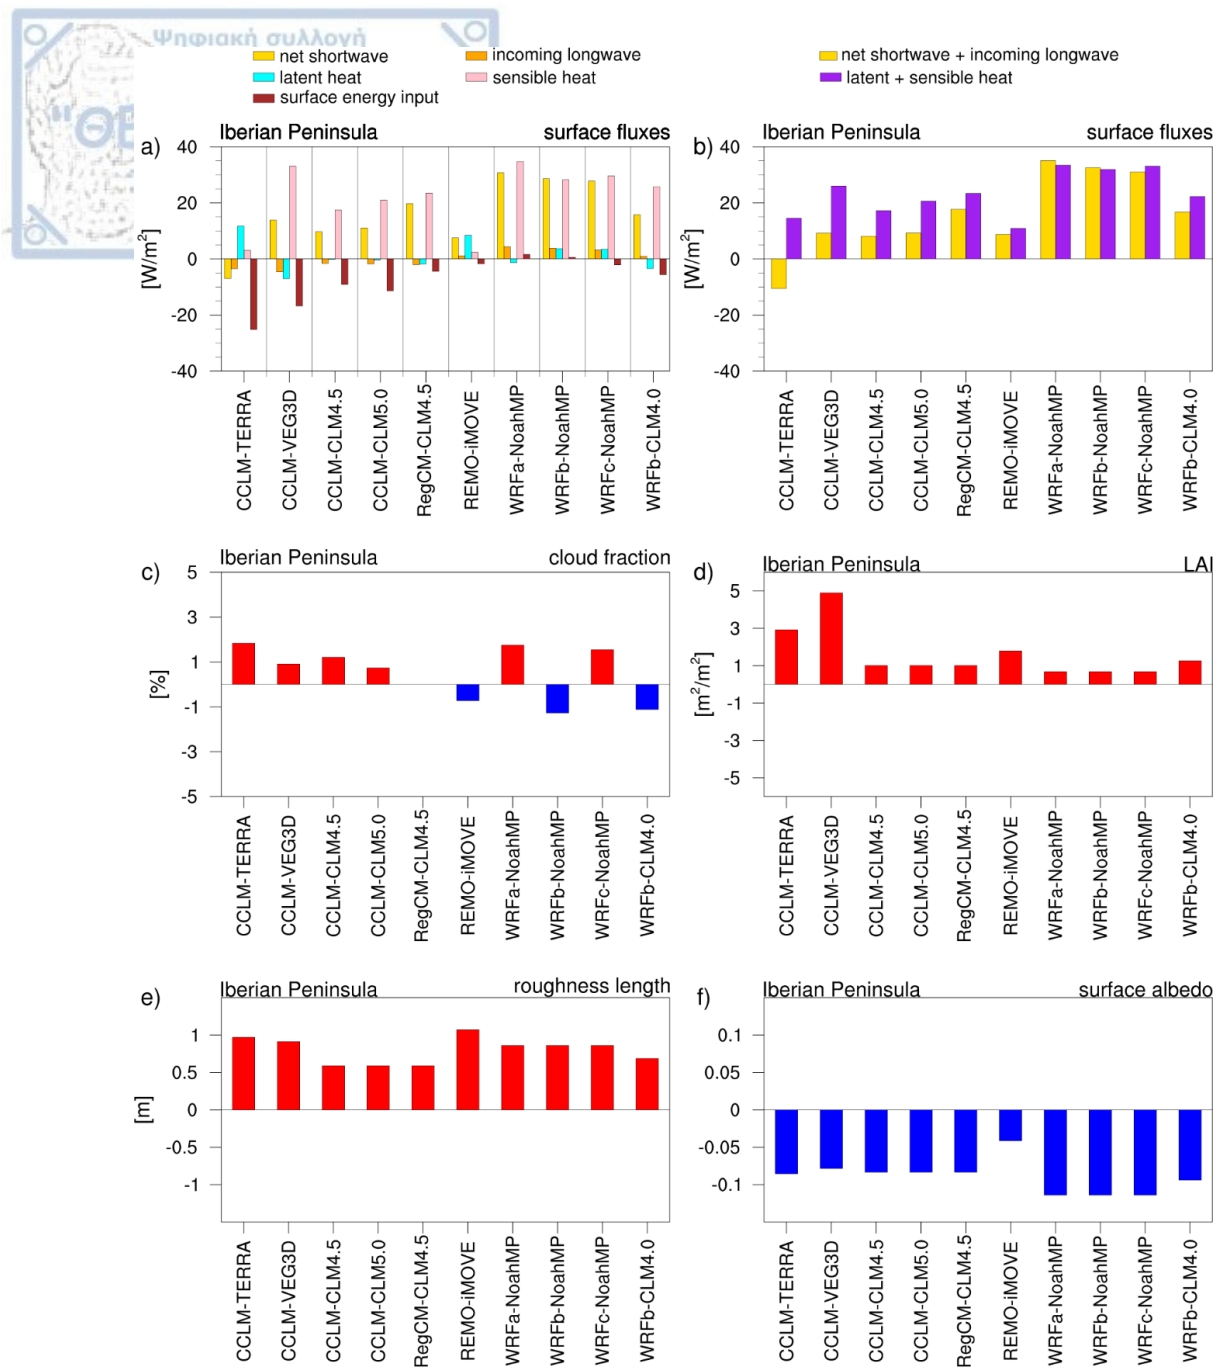 Ψηφιακή συλλογή
"ΘΕ
net shortwave
incoming longwave
net shortwave + incoming longwave
latent heat
sensible heat
latent + sensible heat
surface energy input
a)
Iberian Peninsula
surface fluxes
b)
Iberian Peninsula
surface fluxes
40
20
0
-20
-40
[W/m²]
40
20
0
-20
-40
[W/m²]
CCLM-TERRA
CCLM-VEG3D
CCLM-CLM4.5
CCLM-CLM5.0
RegCM-CLM4.5
REMO-iMOVE
WRFa-NoahMP
WRFb-NoahMP
WRFc-NoahMP
WRFb-CLM4.0
CCLM-TERRA
CCLM-VEG3D
CCLM-CLM4.5
CCLM-CLM5.0
RegCM-CLM4.5
REMO-iMOVE
WRFa-NoahMP
WRFb-NoahMP
WRFc-NoahMP
WRFb-CLM4.0
c)
Iberian Peninsula
cloud fraction
d)
Iberian Peninsula
LAI
5
3
1
-1
-3
-5
[%]
5
3
1
-1
-3
-5
[m²/m²]
CCLM-TERRA
CCLM-VEG3D
CCLM-CLM4.5
CCLM-CLM5.0
RegCM-CLM4.5
REMO-iMOVE
WRFa-NoahMP
WRFb-NoahMP
WRFc-NoahMP
WRFb-CLM4.0
CCLM-TERRA
CCLM-VEG3D
CCLM-CLM4.5
CCLM-CLM5.0
RegCM-CLM4.5
REMO-iMOVE
WRFa-NoahMP
WRFb-NoahMP
WRFc-NoahMP
WRFb-CLM4.0
e)
Iberian Peninsula
roughness length
f)
Iberian Peninsula
surface albedo
1
0.5
0
-0.5
-1
[m]
0.1
0.05
0
-0.05
-0.1
CCLM-TERRA
CCLM-VEG3D
CCLM-CLM4.5
CCLM-CLM5.0
RegCM-CLM4.5
REMO-iMOVE
WRFa-NoahMP
WRFb-NoahMP
WRFc-NoahMP
WRFb-CLM4.0
CCLM-TERRA
CCLM-VEG3D
CCLM-CLM4.5
CCLM-CLM5.0
RegCM-CLM4.5
REMO-iMOVE
WRFa-NoahMP
WRFb-NoahMP
WRFc-NoahMP
WRFb-CLM4.0